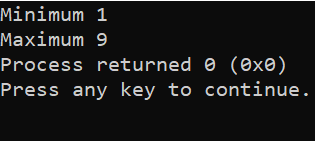 Minimum 1
Maximum 9
Process returned 0 (0x0)
Press any key to continue.